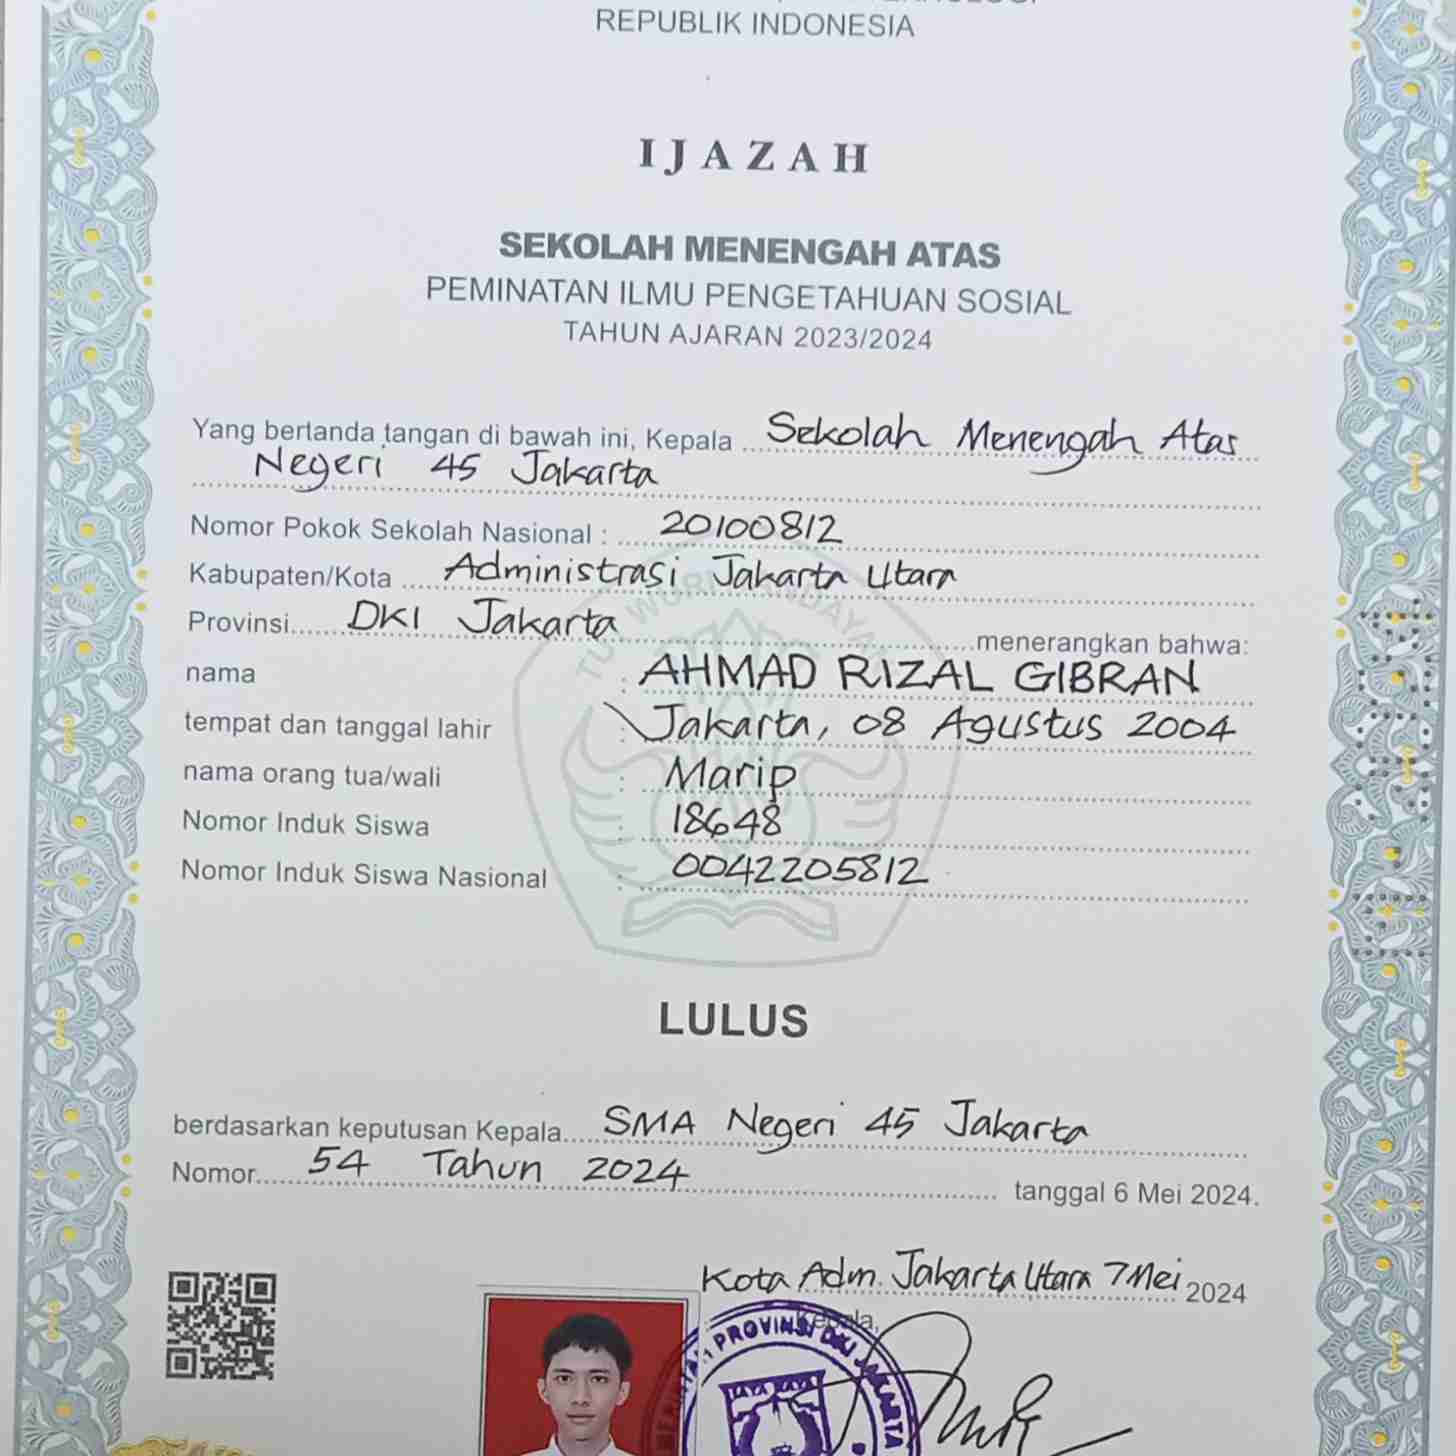 REPUBLIK INDONESIA
IJAZAH
SEKOLAH MENENGAH ATAS
PEMINATAN ILMU PENGETAHUAN SOSIAL
TAHUN AJARAN 2023/2024
Yang bertanda tangan di bawah ini, Kepala Sekolah Menengah Atas
Negeri 45 Jakarta
Nomor Pokok Sekolah Nasional : 20100812
Kabupaten/Kota Administrasi Jakarta Utara
Provinsi DKI Jakarta menerangkan bahwa:
nama : AHMAD RIZAL GIBRAN
tempat dan tanggal lahir : Jakarta, 08 Agustus 2004
nama orang tua/wali : Marip
Nomor Induk Siswa : 18648
Nomor Induk Siswa Nasional : 0042205812
LULUS
berdasarkan keputusan Kepala SMA Negeri 45 Jakarta
Nomor 54 Tahun 2024 tanggal 6 Mei 2024.
Kota Adm. Jakarta Utara 7 Mei 2024
Kepala,
PROVINSI DKI JAKARTA
JAYA RAYA